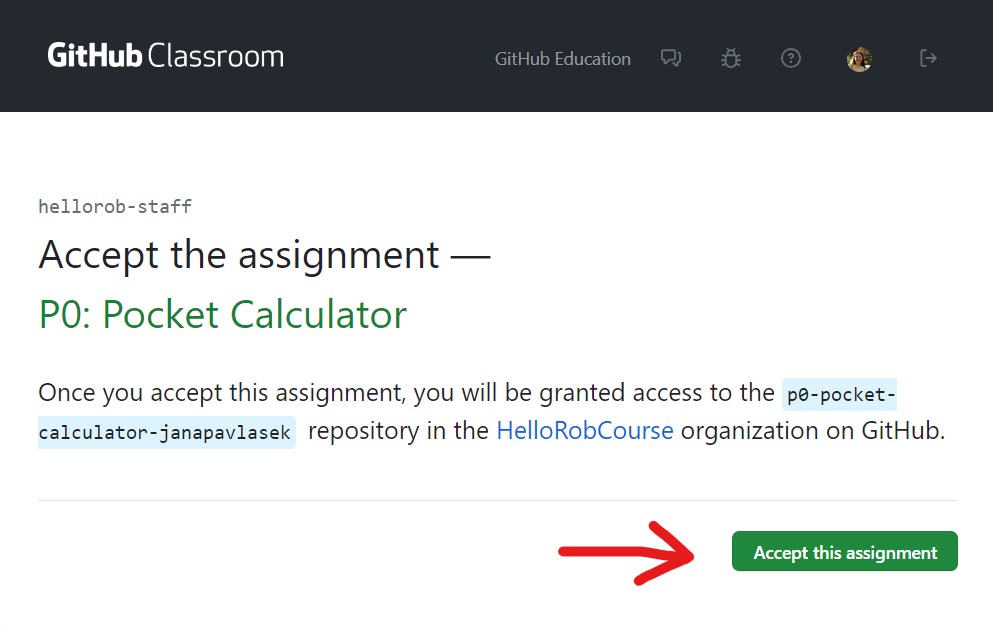 GitHub Classroom
GitHub Education
hellorob-staff
Accept the assignment —
P0: Pocket Calculator
Once you accept this assignment, you will be granted access to the p0-pocket-
calculator-janapavlasek repository in the HelloRobCourse organization on GitHub.
Accept this assignment